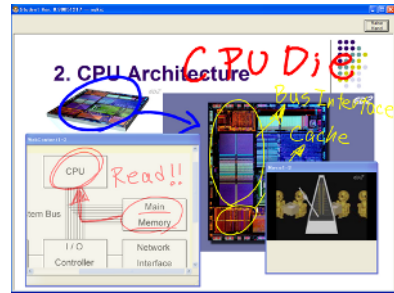 CPU Die
2. CPU Architecture
Bus Interface
Cache
CPU
Read!!
tem Bus
Main
Memory
I / O
Controller
Network
Interface